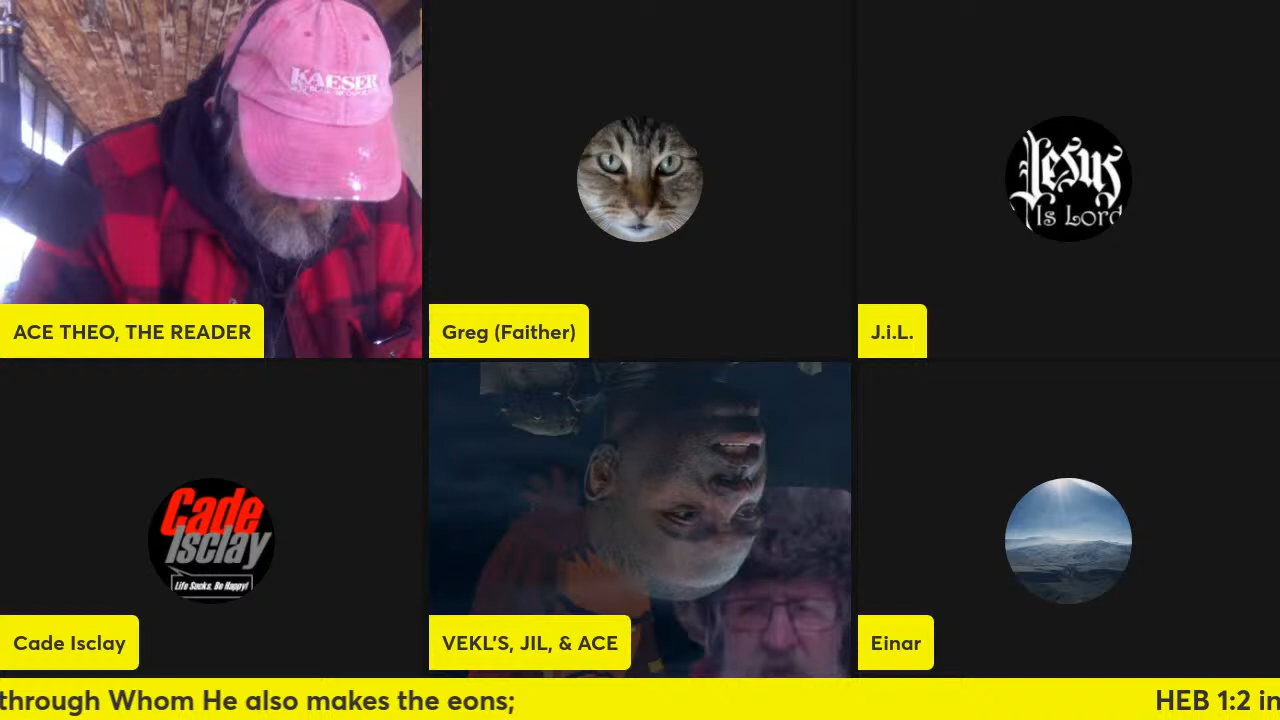 KAESER
ACE THEO, THE READER
Greg (Faither)
Jesus
Is Lord
J.i.L.
Cade
Isclay
Life Sucks. Be Happy!
Cade Isclay
VEKL'S, JIL, & ACE
Einar
through Whom He also makes the eons;
HEB 1:2 in